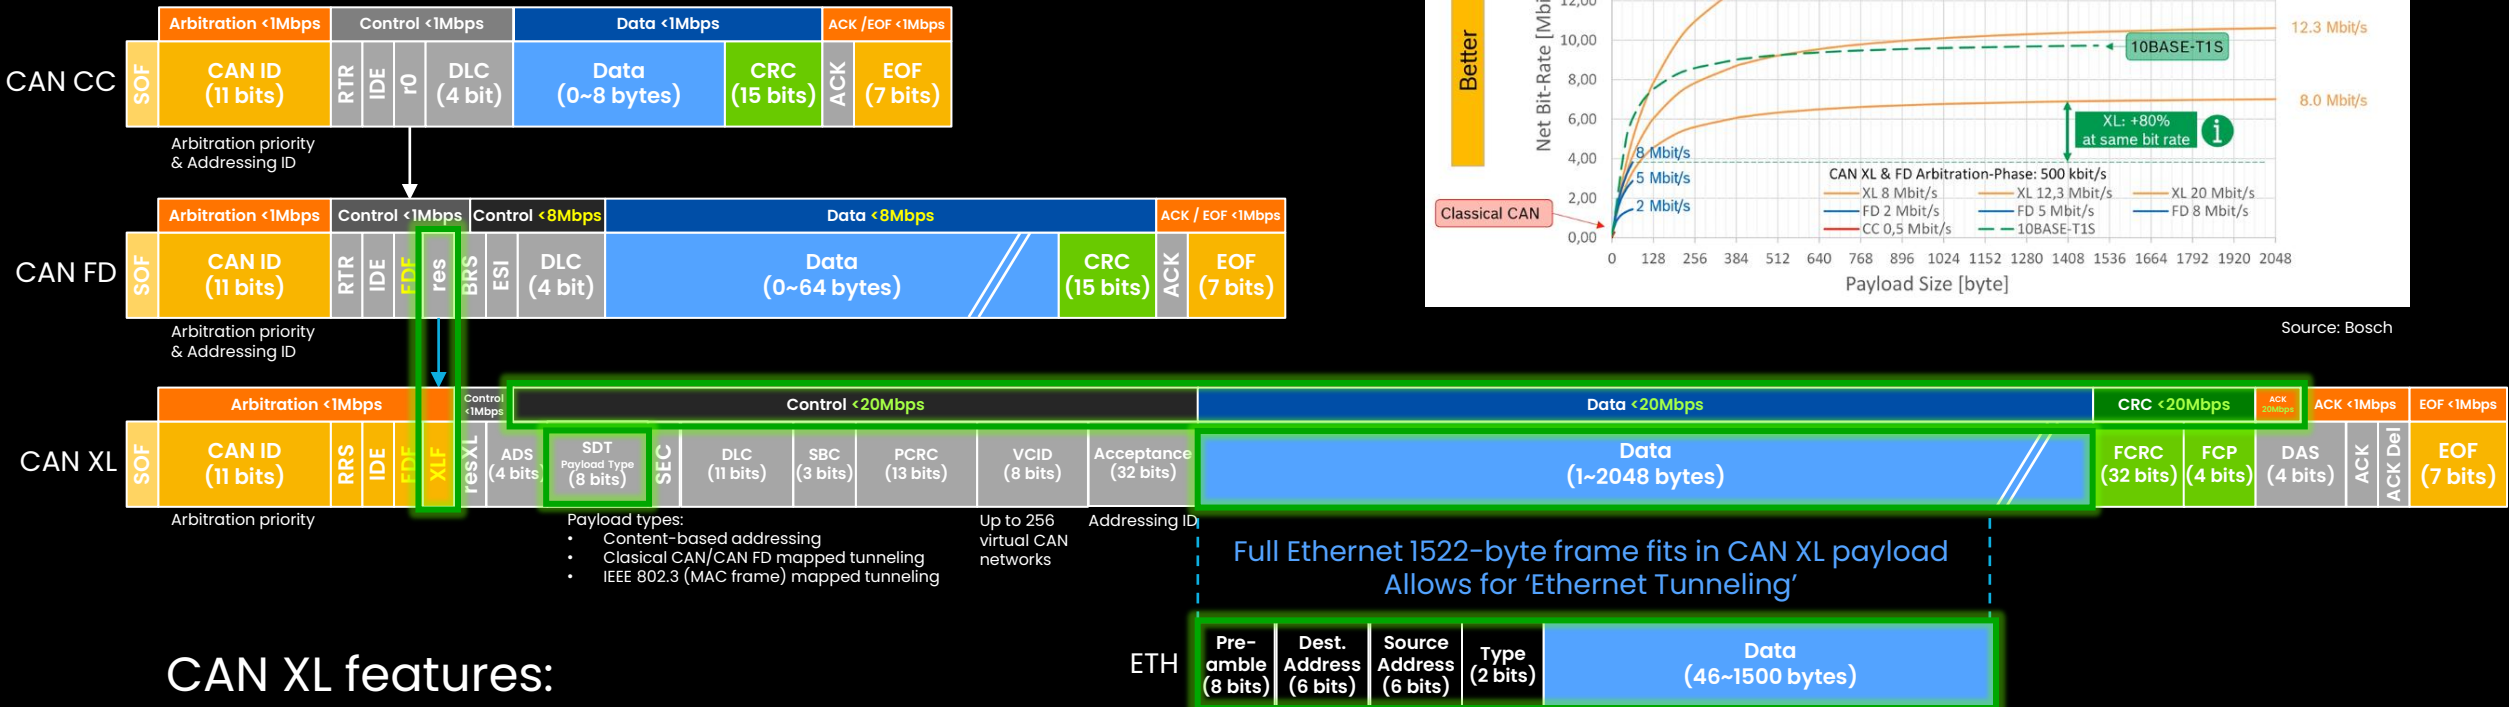 Arbitration <1Mbps
Control <1Mbps
Data <1Mbps
ACK /EOF <1Mbps
CAN CC
SOF
CAN ID
(11 bits)
RTR
IDE
r0
DLC
(4 bit)
Data
(0~8 bytes)
CRC
(15 bits)
ACK
EOF
(7 bits)
Arbitration priority
& Addressing ID
Arbitration <1Mbps
Control <1Mbps
Control <8Mbps
Data <8Mbps
ACK / EOF <1Mbps
CAN FD
SOF
CAN ID
(11 bits)
RTR
IDE
FDF
res
BRS
ESI
DLC
(4 bit)
Data
(0~64 bytes)
CRC
(15 bits)
ACK
EOF
(7 bits)
Arbitration priority
& Addressing ID
Better
Net Bit-Rate [Mbi
12,00
10,00
8,00
6,00
4,00
2,00
0,00
12.3 Mbit/s
10BASE-T1S
8.0 Mbit/s
XL: +80%
at same bit rate
i
8 Mbit/s
5 Mbit/s
2 Mbit/s
Classical CAN
CAN XL & FD Arbitration-Phase: 500 kbit/s
XL 8 Mbit/s XL 12,3 Mbit/s XL 20 Mbit/s
FD 2 Mbit/s FD 5 Mbit/s FD 8 Mbit/s
CC 0,5 Mbit/s 10BASE-T1S
0 128 256 384 512 640 768 896 1024 1152 1280 1408 1536 1664 1792 1920 2048
Payload Size [byte]
Source: Bosch
Arbitration <1Mbps
Control
<1Mbps
Control <20Mbps
Data <20Mbps
CRC <20Mbps
ACK
20Mbps
ACK <1Mbps
EOF <1Mbps
CAN XL
SOF
CAN ID
(11 bits)
RRS
IDE
FDF
XLF
resXL
ADS
(4 bits)
SDT
Payload Type
(8 bits)
SEC
DLC
(11 bits)
SBC
(3 bits)
PCRC
(13 bits)
VCID
(8 bits)
Acceptance
(32 bits)
Data
(1~2048 bytes)
FCRC
(32 bits)
FCP
(4 bits)
DAS
(4 bits)
ACK
ACK Del
EOF
(7 bits)
Arbitration priority
Payload types:
• Content-based addressing
• Clasical CAN/CAN FD mapped tunneling
• IEEE 802.3 (MAC frame) mapped tunneling
Up to 256
virtual CAN
networks
Addressing ID
Full Ethernet 1522-byte frame fits in CAN XL payload
Allows for ‘Ethernet Tunneling’
ETH
Pre-
amble
(8 bits)
Dest.
Address
(6 bits)
Source
Address
(6 bits)
Type
(2 bits)
Data
(46~1500 bytes)
CAN XL features: